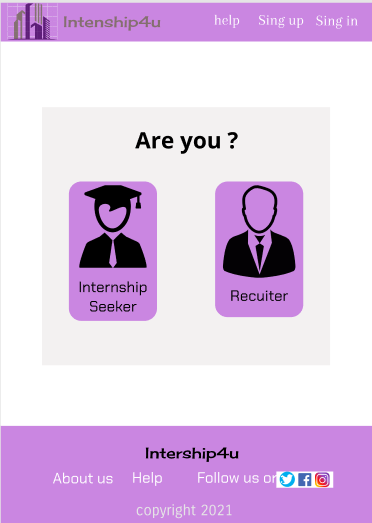 Intenship4u help Sing up Sing in
Are you ?
Internship
Seeker
Recuiter
Intership4u
About us Help Follow us on
copyright 2021